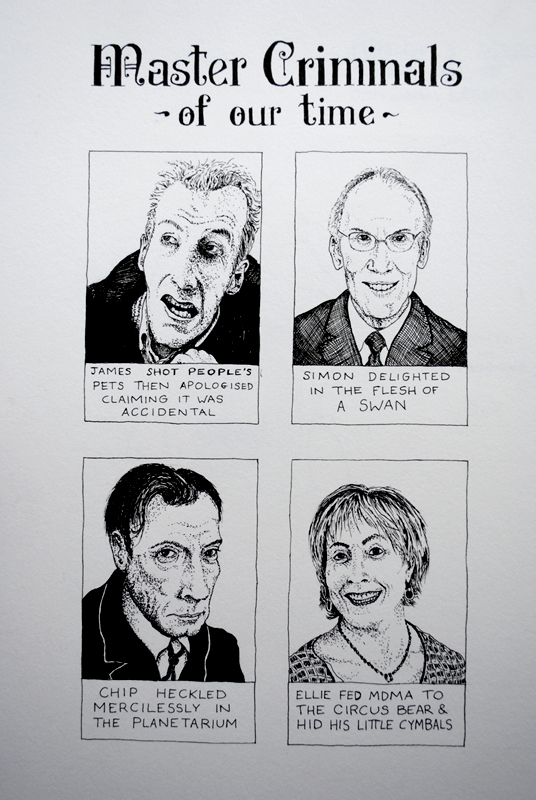 Master Criminals
~ of our time ~
JAMES SHOT PEOPLE'S
PETS THEN APOLOGISED
CLAIMING IT WAS
ACCIDENTAL
SIMON DELIGHTED
IN THE FLESH OF
A SWAN
CHIP HECKLED
MERCILESSLY IN
THE PLANETARIUM
ELLIE FED MDMA TO
THE CIRCUS BEAR &
HID HIS LITTLE CYMBALS